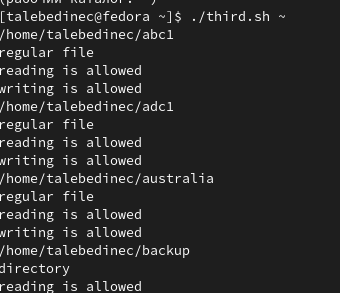 (рабочий каталог: ~)
[talebedinec@fedora ~]$ ./third.sh ~
/home/talebedinec/abc1
regular file
reading is allowed
writing is allowed
/home/talebedinec/adc1
regular file
reading is allowed
writing is allowed
/home/talebedinec/australia
regular file
reading is allowed
writing is allowed
/home/talebedinec/backup
directory
reading is allowed